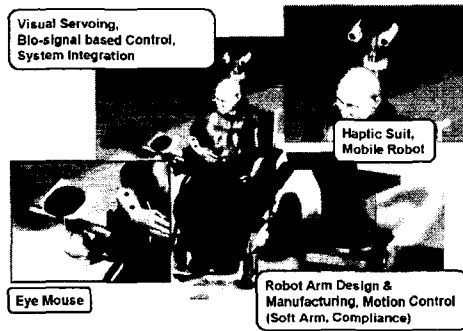 Visual Servoing,
Bio-signal based Control,
System Integration
Haptic Suit,
Mobile Robot
Eye Mouse
Robot Arm Design &
Manufacturing, Motion Control
(Soft Arm, Compliance)